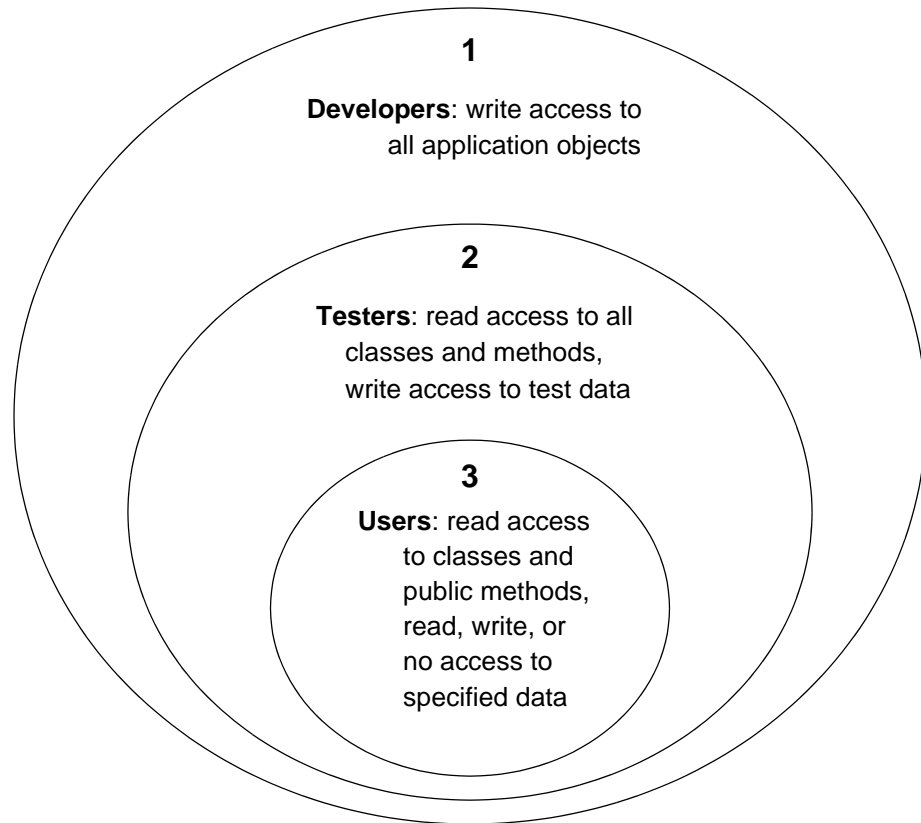 1
Developers: write access to
all application objects
2
Testers: read access to all
classes and methods,
write access to test data
3
Users: read access
to classes and
public methods,
read, write, or
no access to
specified data